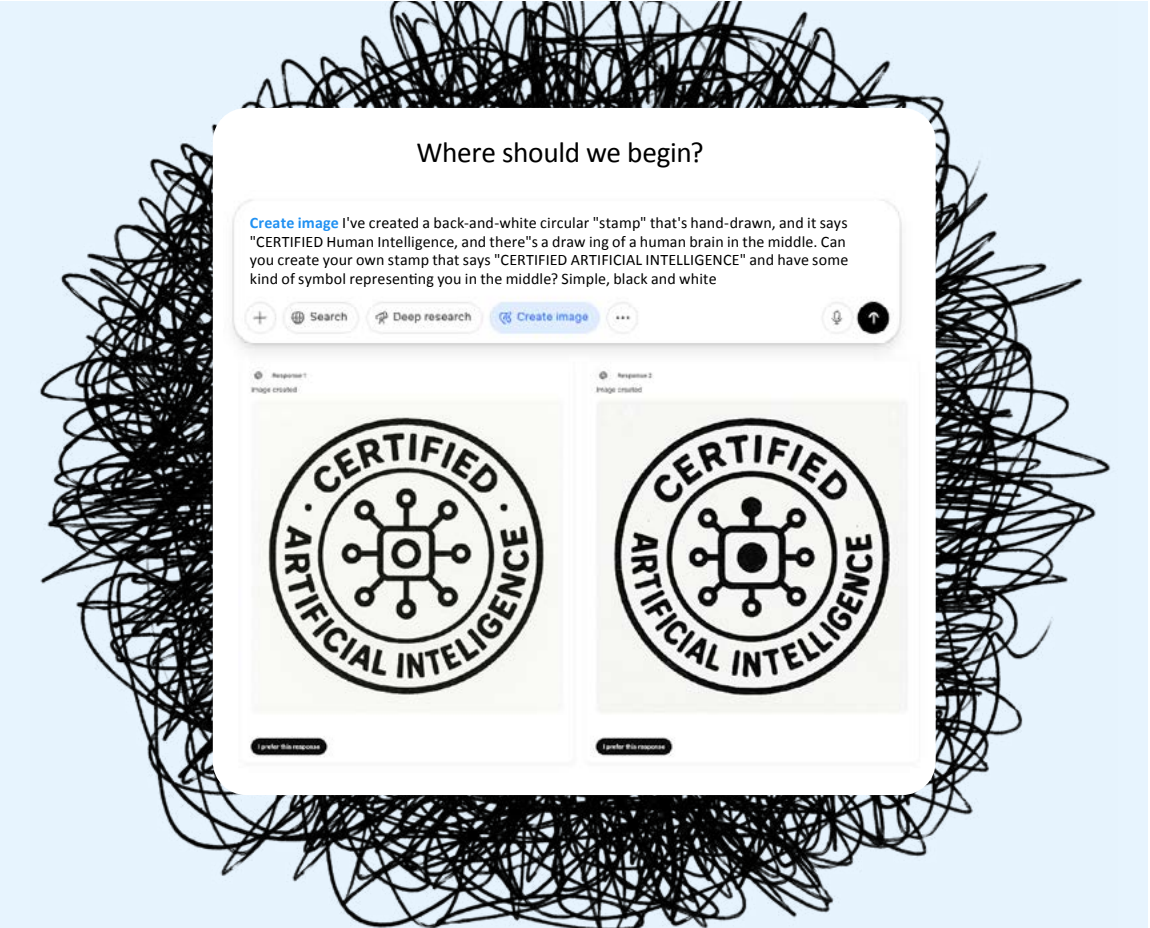 Where should we begin?
Create image I've created a back-and-white circular "stamp" that's hand-drawn, and it says
"CERTIFIED Human Intelligence, and there"s a draw ing of a human brain in the middle. Can
you create your own stamp that says "CERTIFIED ARTIFICIAL INTELLIGENCE" and have some
kind of symbol representing you in the middle? Simple, black and white
Search
Deep research
Create image
Response 1
Image created
CERTIFIED
ARTIFICIAL INTELIGENCE
I prefer this response
Response 2
Image created
CERTIFIED
ARTIFICIAL INTELLIGENCE
I prefer this response